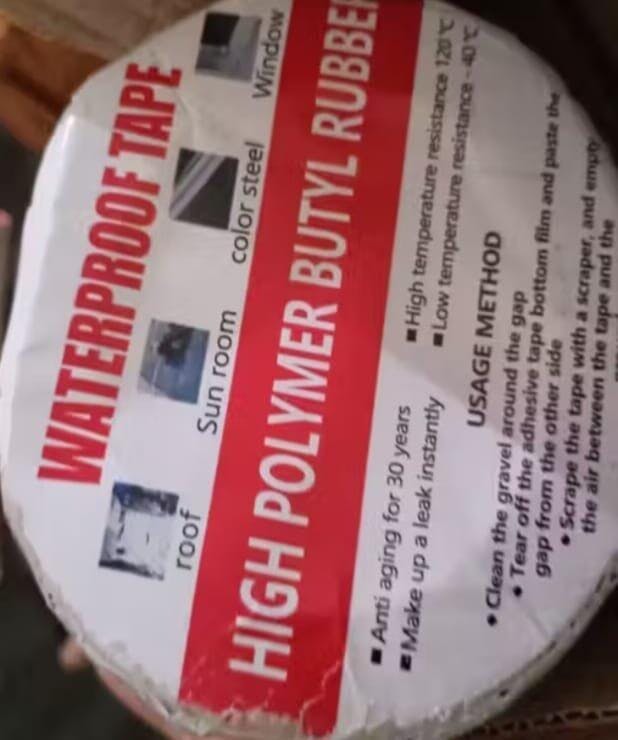 WATERPROOF TAPE
roof
Sun room
color steel
Window
HIGH POLYMER BUTYL RUBBER
■ Anti aging for 30 years
■ Make up a leak instantly
■ High temperature resistance 120℃
■ Low temperature resistance - 40℃
USAGE METHOD
• Clean the gravel around the gap
• Tear off the adhesive tape bottom film and paste the
gap from the other side
• Scrape the tape with a scraper, and empty
the air between the tape and the